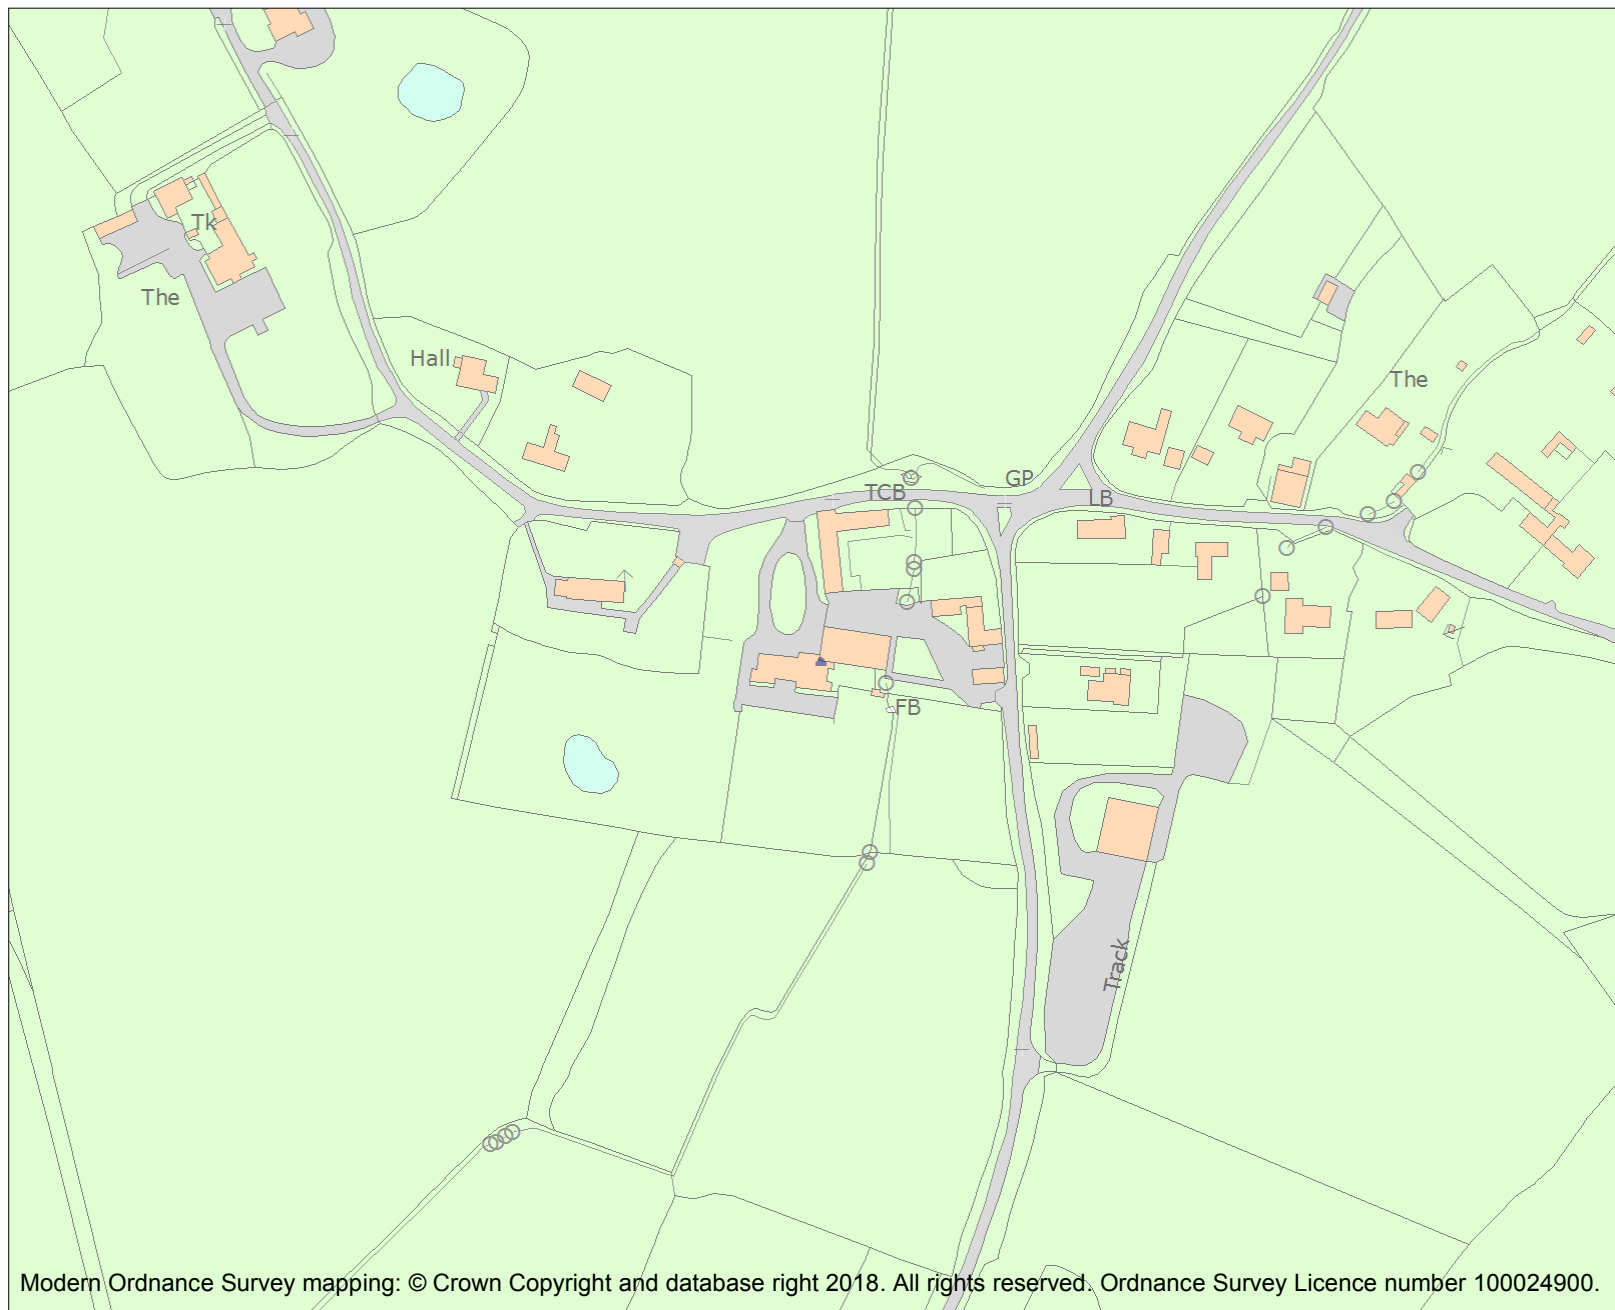 Tk
The
Hall
The
GP
TCB
LB
FB
Track
Modern Ordnance Survey mapping: © Crown Copyright and database right 2018. All rights reserved. Ordnance Survey Licence number 100024900.